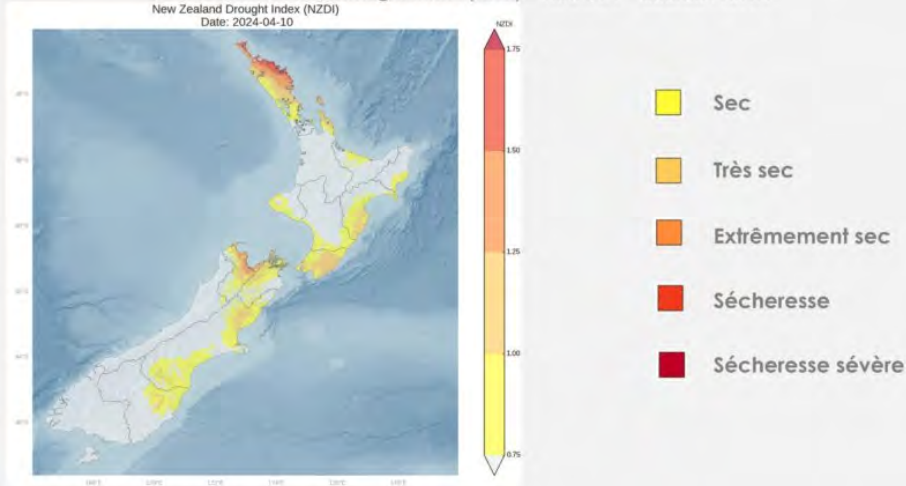 New Zealand Drought Index (NZDI)
Date: 2024-04-10
NZDI
1.75
1.50
1.25
1.00
0.75
Sec
Très sec
Extrêmement sec
Sécheresse
Sécheresse sévère